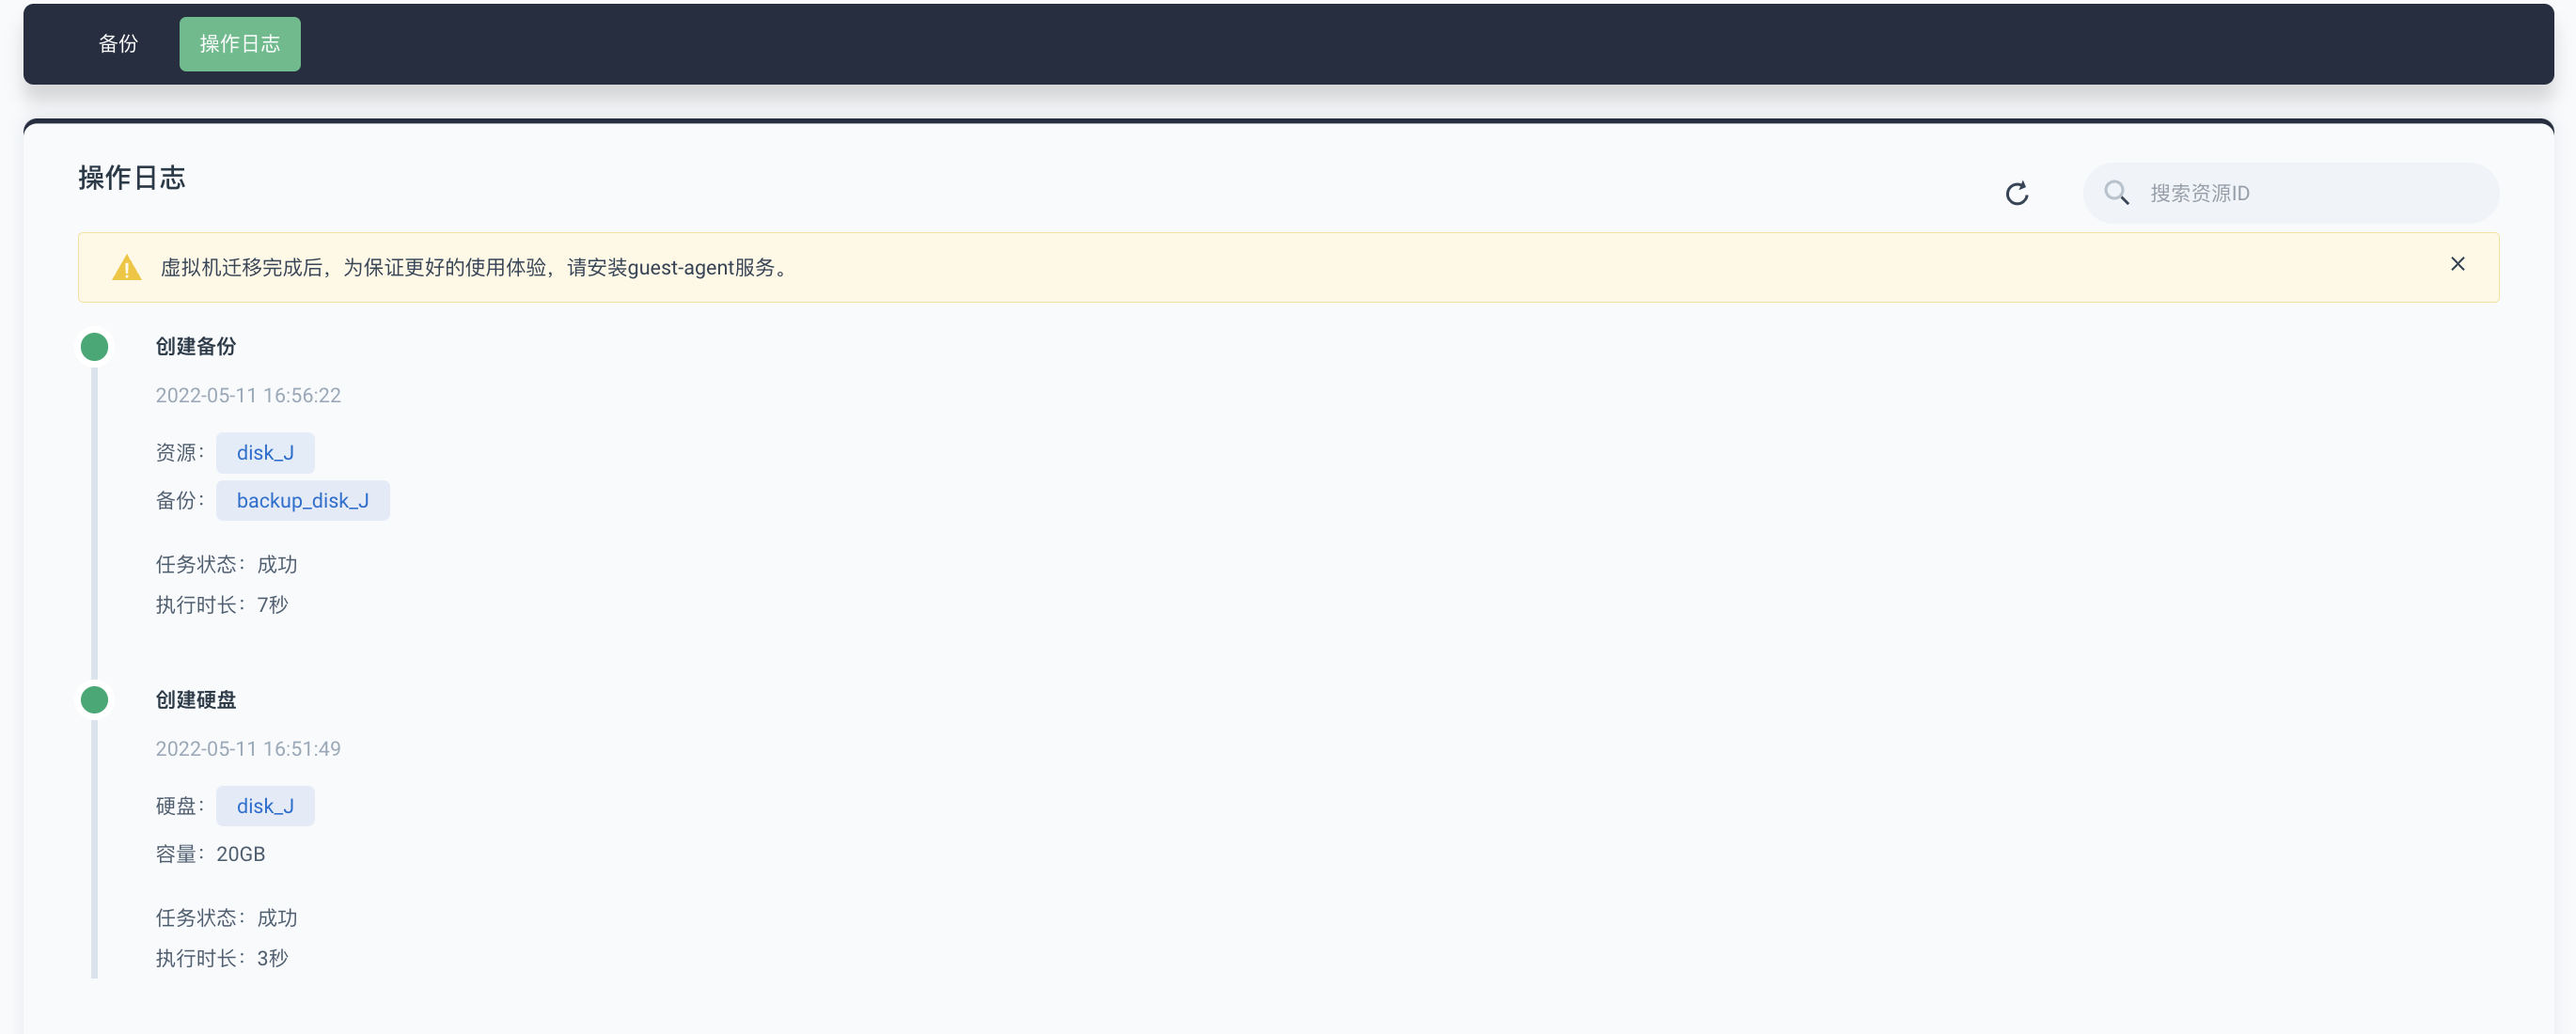 备份 操作日志
操作日志
搜索资源ID
虚拟机迁移完成后，为保证更好的使用体验，请安装guest-agent服务。
创建备份
2022-05-11 16:56:22
资源： disk_J
备份： backup_disk_J
任务状态：成功
执行时长：7秒
创建硬盘
2022-05-11 16:51:49
硬盘： disk_J
容量：20GB
任务状态：成功
执行时长：3秒